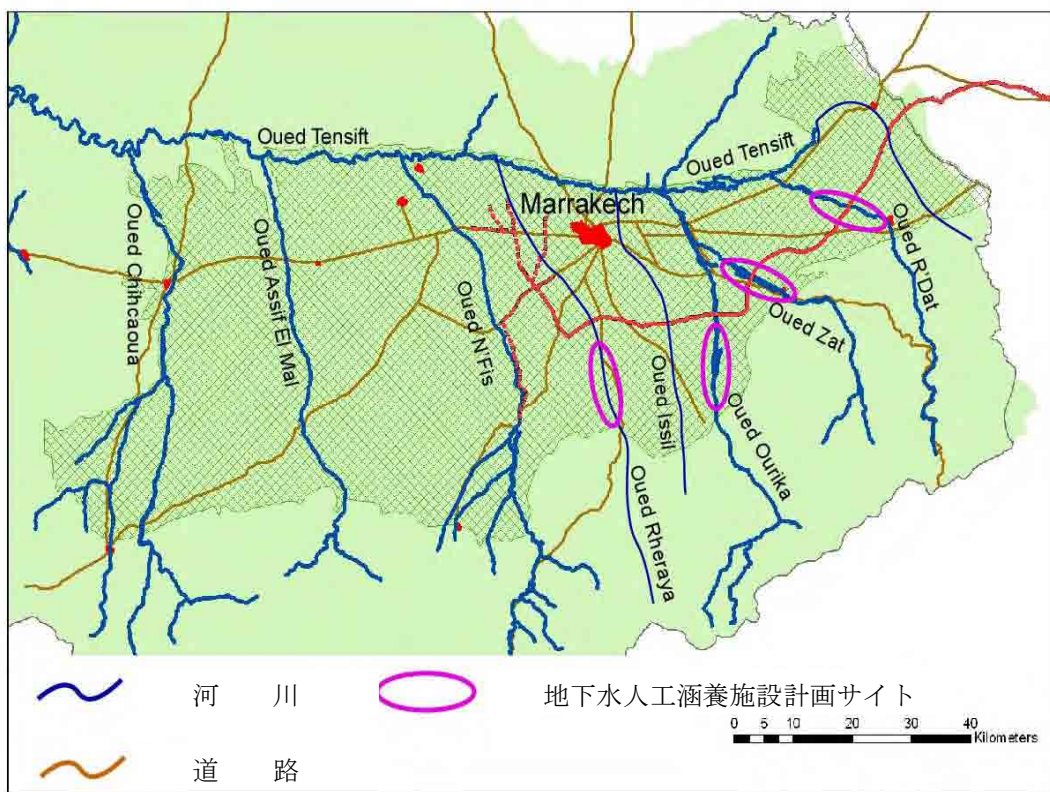 Oued Tensift
Oued Tensift
Marrakech
Oued Chihcaoua
Oued Assif El Mal
Oued N'Fis
Oued R'Dat
Oued Zat
Oued Issil
Oued Ourika
Oued Rheraya
河 川
地下水人工涵養施設計画サイト
0 5 10 20 30 40
Kilometers
道 路